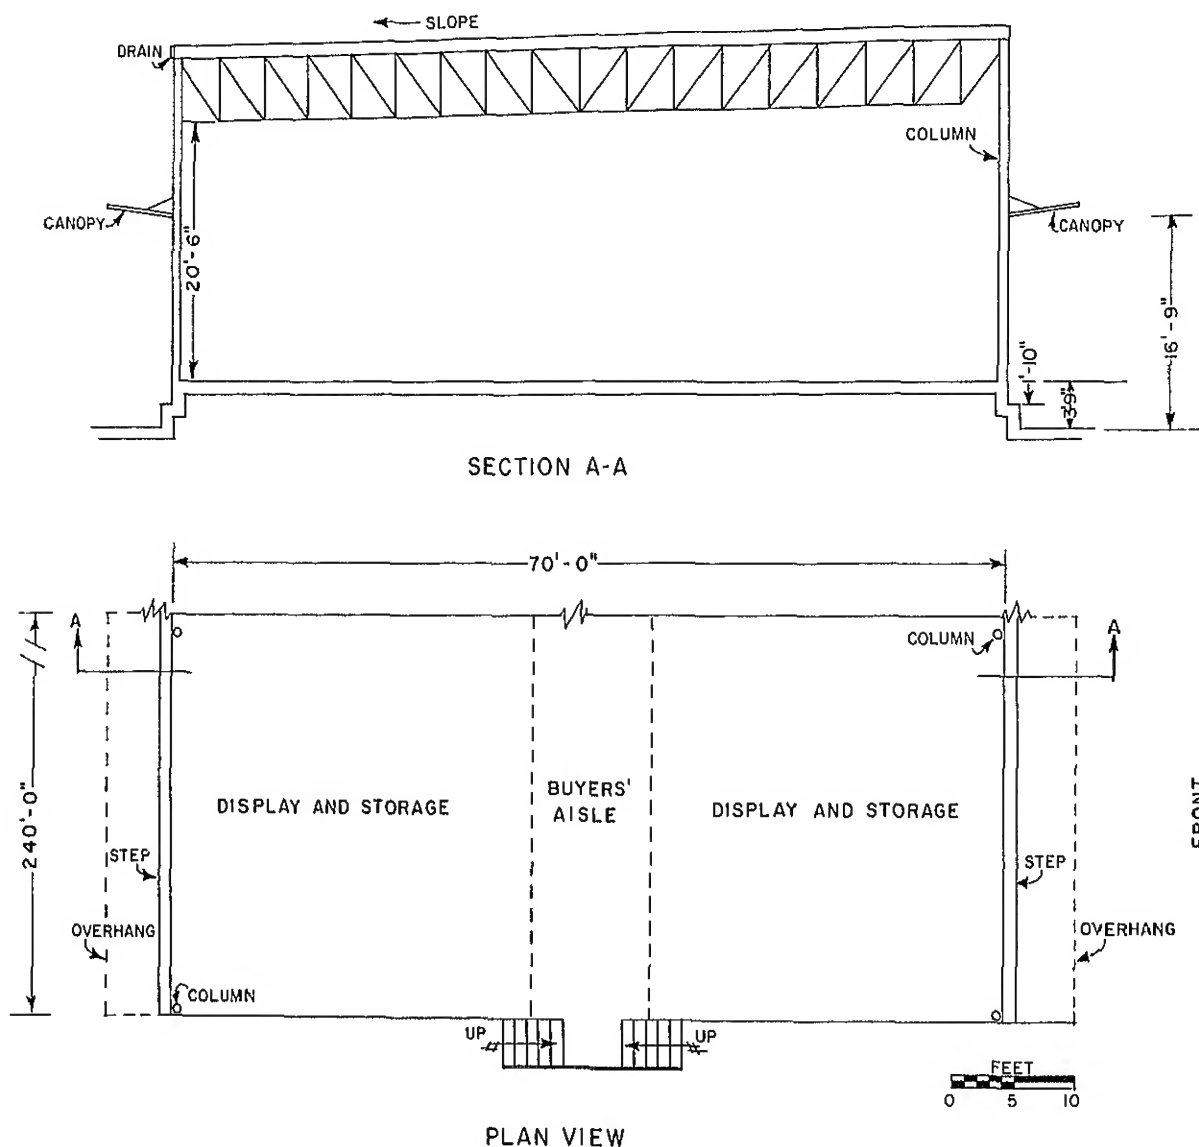 SLOPE
DRAIN
COLUMN
CANOPY
CANOPY
20'-6"
1'-10"
3'9"
16'-9"
SECTION A-A
70'-0"
A
A
COLUMN
240'-0"
DISPLAY AND STORAGE
BUYERS'
AISLE
DISPLAY AND STORAGE
FRONT
STEP
STEP
OVERHANG
OVERHANG
COLUMN
UP
UP
FEET
0 5 10
PLAN VIEW